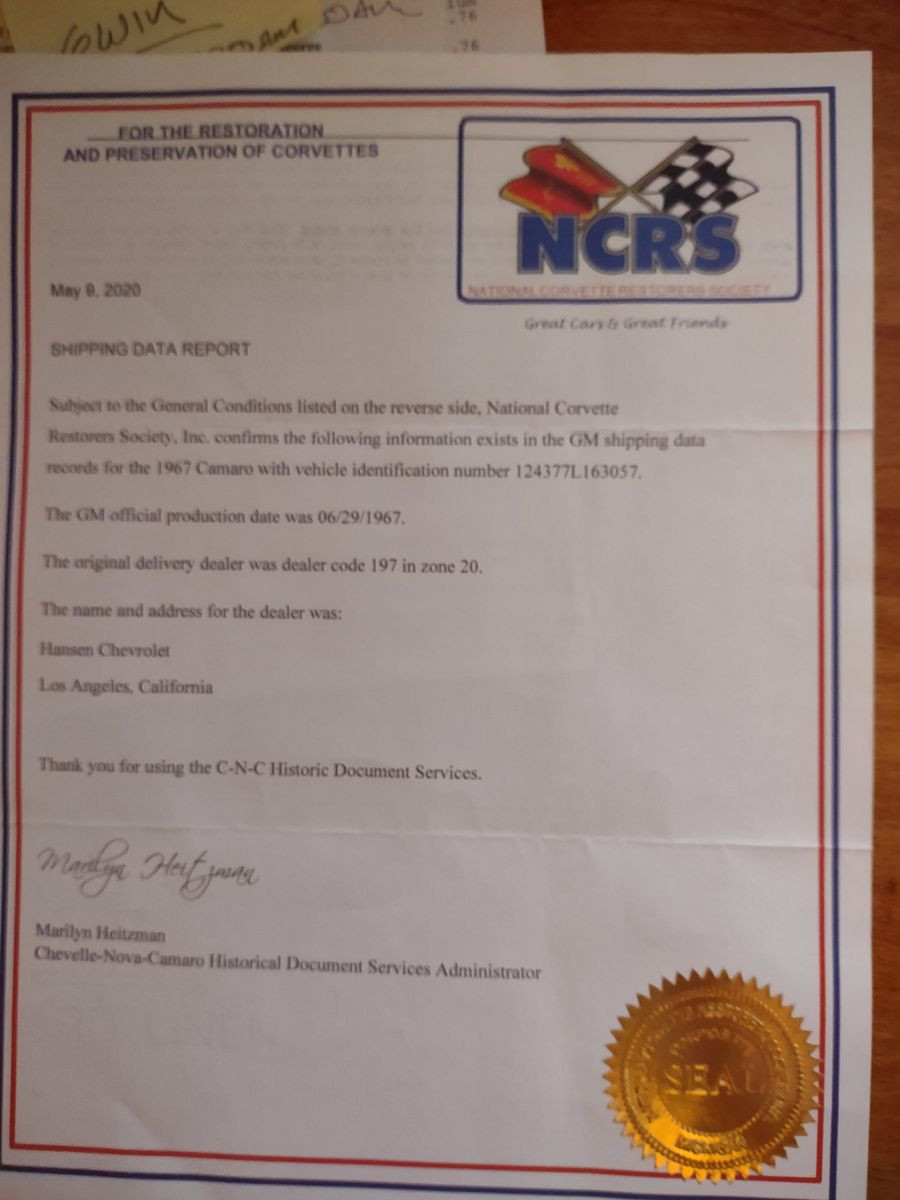 GWIN
.76
.76
FOR THE RESTORATION
AND PRESERVATION OF CORVETTES
NCRS
NATIONAL CORVETTE RESTORERS SOCIETY
Great Cars & Great Friends
May 9, 2020
SHIPPING DATA REPORT
Subject to the General Conditions listed on the reverse side, National Corvette
Restorers Society, Inc. confirms the following information exists in the GM shipping data
records for the 1967 Camaro with vehicle identification number 124377L163057.
The GM official production date was 06/29/1967.
The original delivery dealer was dealer code 197 in zone 20.
The name and address for the dealer was:
Hansen Chevrolet
Los Angeles, California
Thank you for using the C-N-C Historic Document Services.
Marilyn Heitzman
Marilyn Heitzman
Chevelle-Nova-Camaro Historical Document Services Administrator
CORPORATE
SEAL